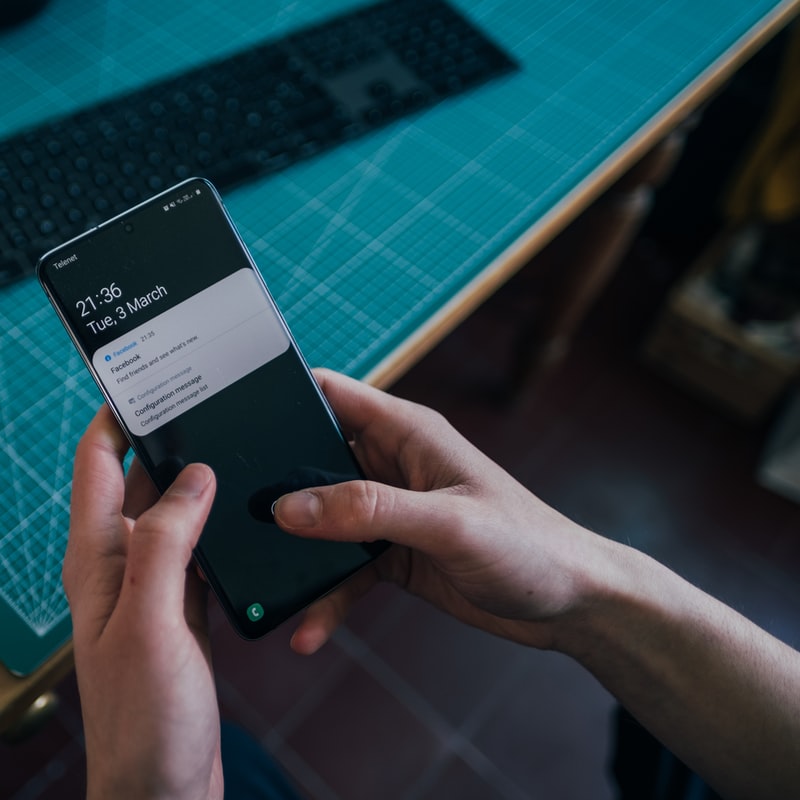 Telenet
21:36
Tue, 3 March
Facebook 21:35
Facebook
Find friends and see what's new
Configuration message
Configuration message
Configuration message list